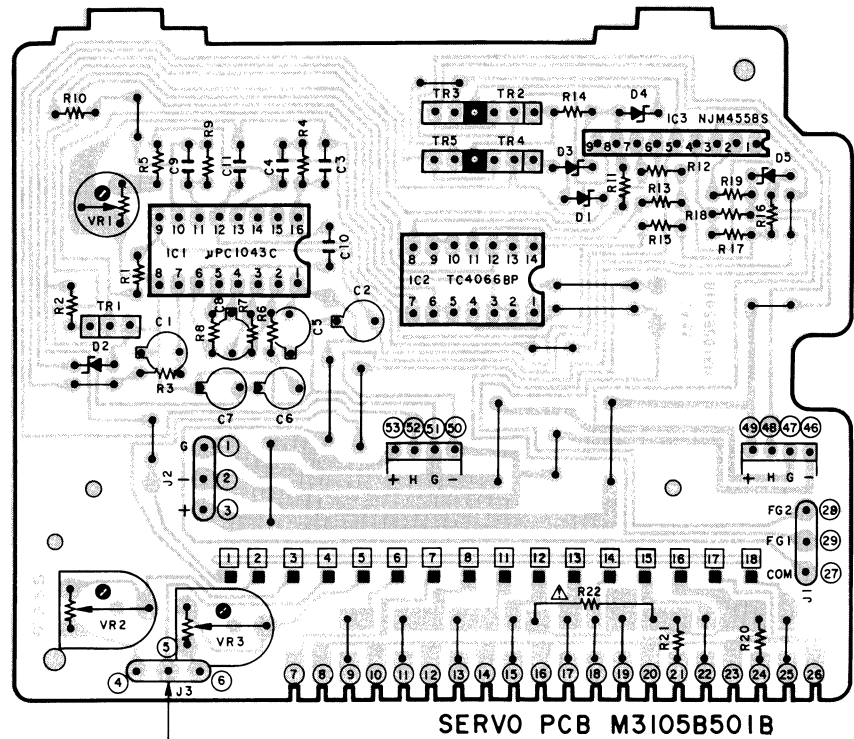 TR3 TR2 R14 D4
R10 IC3 NJM4558S
R5 C9 R9 C11 C4 R4 C3
TR5 TR4 D3
9 8 7 6 5 4 3 2 1
R11 R12 D5
VR1
D1 R13 R19
R18 R16
R15 R17
9 10 11 12 13 14 15 16
IC1 μPC1043C
8 7 6 5 4 3 2 1
C10
8 9 10 11 12 13 14
IC2 TC4066BP
7 6 5 4 3 2 1
R1
R2 TR1
C1 R8 C8 R7 R6 C5 C2
D2
R3
C7 C6
53 52 51 50
+ H G -
49 48 47 46
+ H G -
J2
G 1
- 2
+ 3
FG2 28
FG1 29
COM 27
J1
1 2 3 4 5 6 7 8 11 12 13 14 15 16 17 18
R22
VR2 VR3
R21 R20
5
4 6
J3
7 8 9 10 11 12 13 14 15 16 17 18 19 20 21 22 23 24 25 26
SERVO PCB M3105B501B